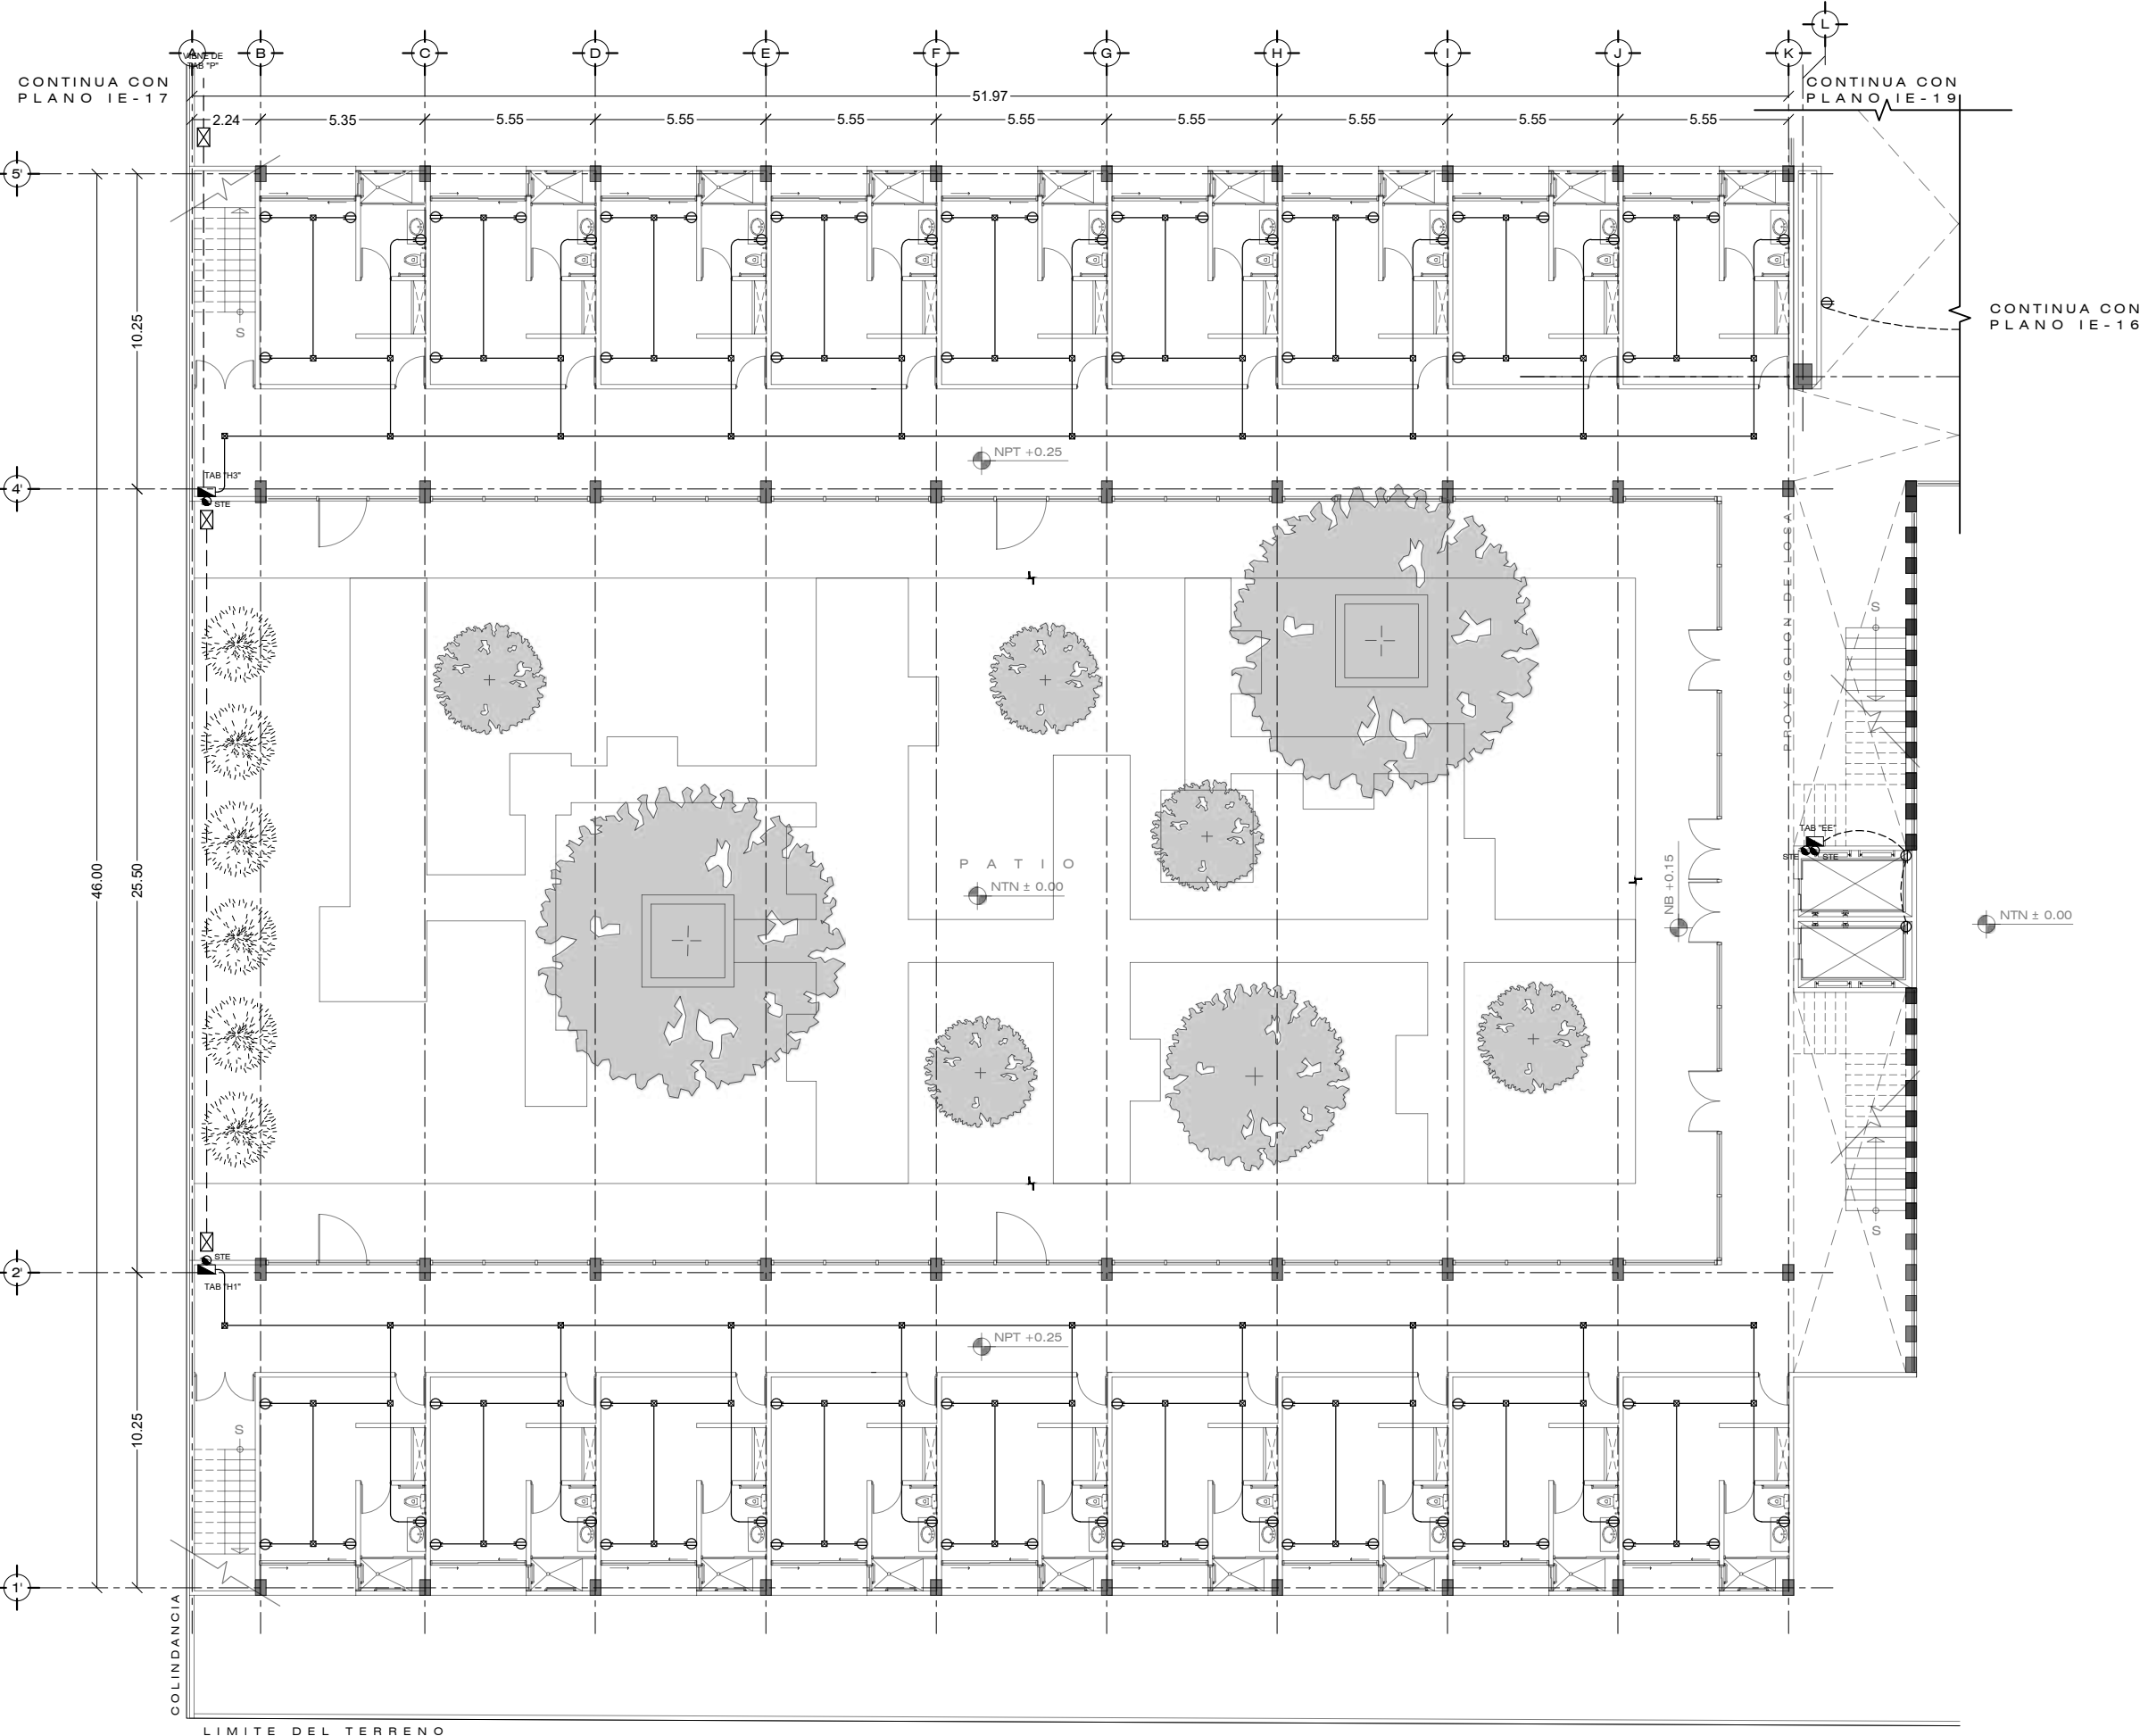 L
A
B
C
D
E
F
G
H
I
J
K
VIENE DE
TAB "P"
CONTINUA CON
PLANO IE-17
CONTINUA CON
PLANO IE-19
51.97
2.24
5.35
5.55
5.55
5.55
5.55
5.55
5.55
5.55
5.55
5'
S
10.25
CONTINUA CON
PLANO IE-16
NPT +0.25
TAB "H3"
4'
STE
PROYECCION DE LOSA
S
TAB "EE"
STE
STE
PATIO
NTN ± 0.00
46.00
25.50
NB +0.15
NTN ± 0.00
S
STE
2'
TAB "H1"
NPT +0.25
10.25
S
1'
COLINDANCIA
LIMITE DEL TERRENO